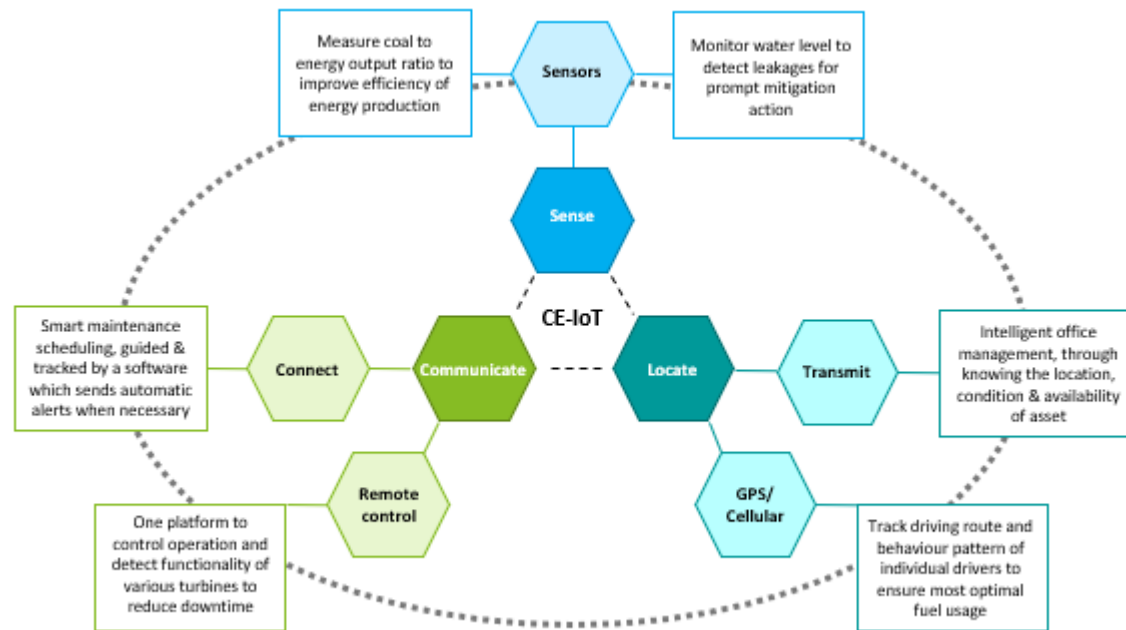 Measure coal to
energy output ratio to
improve efficiency of
energy production
Sensors
Monitor water level to
detect leakages for
prompt mitigation
action
Sense
CE-IoT
Smart maintenance
scheduling, guided &
tracked by a software
which sends automatic
alerts when necessary
Connect
Communicate
Locate
Transmit
Intelligent office
management, through
knowing the location,
condition & availability
of asset
Remote
control
GPS/
Cellular
One platform to
control operation and
detect functionality of
various turbines to
reduce downtime
Track driving route and
behaviour pattern of
individual drivers to
ensure most optimal
fuel usage